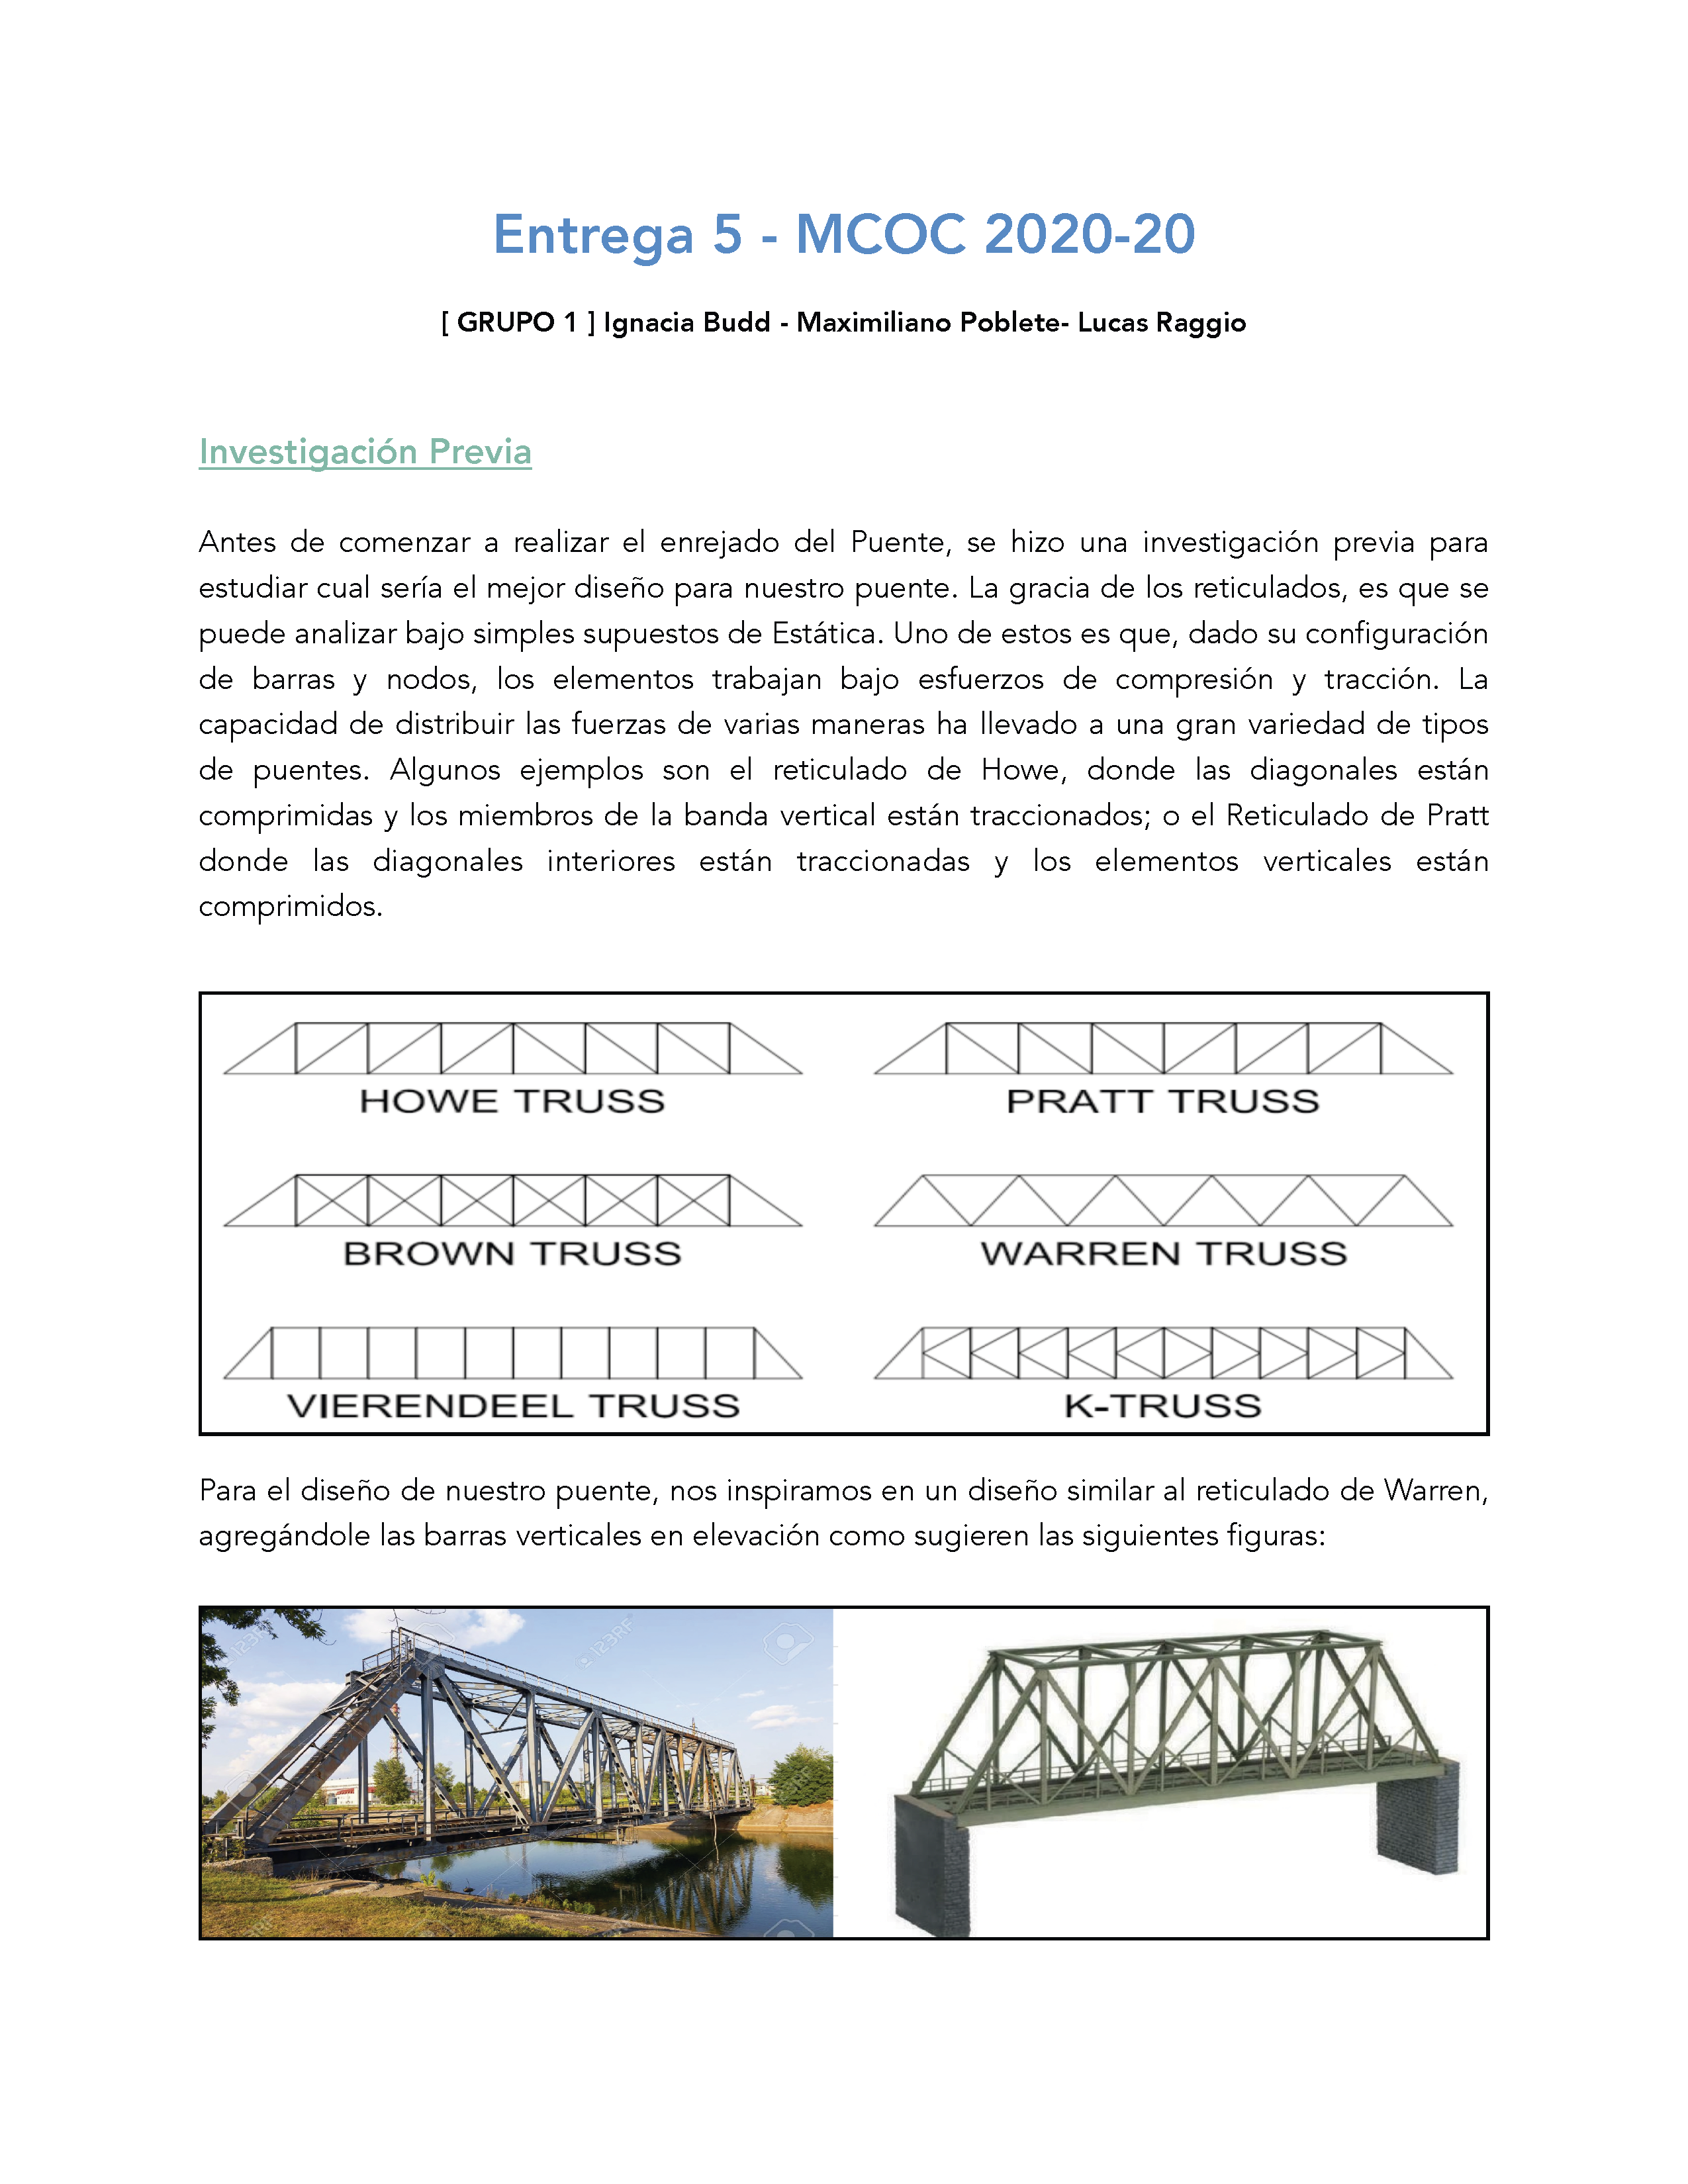 Entrega 5 - MCOC 2020-20
[ GRUPO 1 ] Ignacia Budd - Maximiliano Poblete- Lucas Raggio
Investigación Previa
Antes de comenzar a realizar el enrejado del Puente, se hizo una investigación previa para
estudiar cual sería el mejor diseño para nuestro puente. La gracia de los reticulados, es que se
puede analizar bajo simples supuestos de Estática. Uno de estos es que, dado su configuración
de barras y nodos, los elementos trabajan bajo esfuerzos de compresión y tracción. La
capacidad de distribuir las fuerzas de varias maneras ha llevado a una gran variedad de tipos
de puentes. Algunos ejemplos son el reticulado de Howe, donde las diagonales están
comprimidas y los miembros de la banda vertical están traccionados; o el Reticulado de Pratt
donde las diagonales interiores están traccionadas y los elementos verticales están
comprimidos.
HOWE TRUSS
PRATT TRUSS
BROWN TRUSS
WARREN TRUSS
VIERENDEEL TRUSS
K-TRUSS
Para el diseño de nuestro puente, nos inspiramos en un diseño similar al reticulado de Warren,
agregándole las barras verticales en elevación como sugieren las siguientes figuras:
123RF
123RF